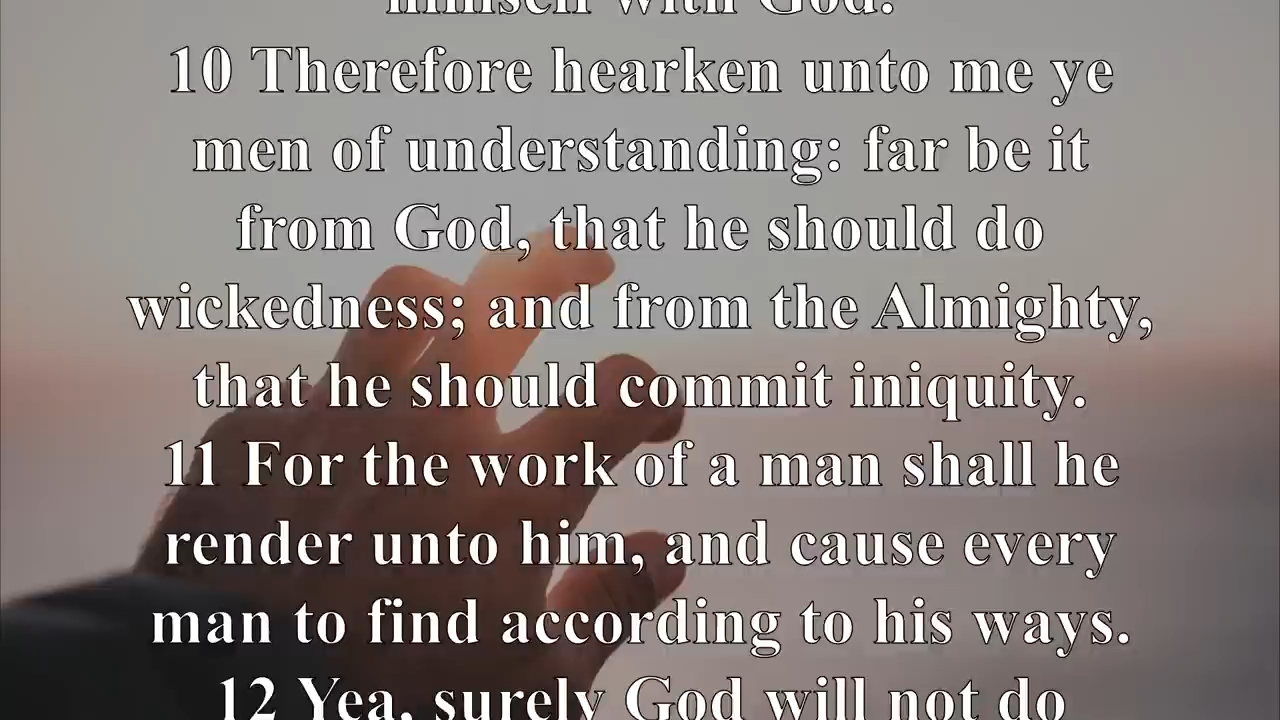 himself with God.
10 Therefore hearken unto me ye
men of understanding: far be it
from God, that he should do
wickedness; and from the Almighty,
that he should commit iniquity.
11 For the work of a man shall he
render unto him, and cause every
man to find according to his ways.
12 Yea, surely God will not do